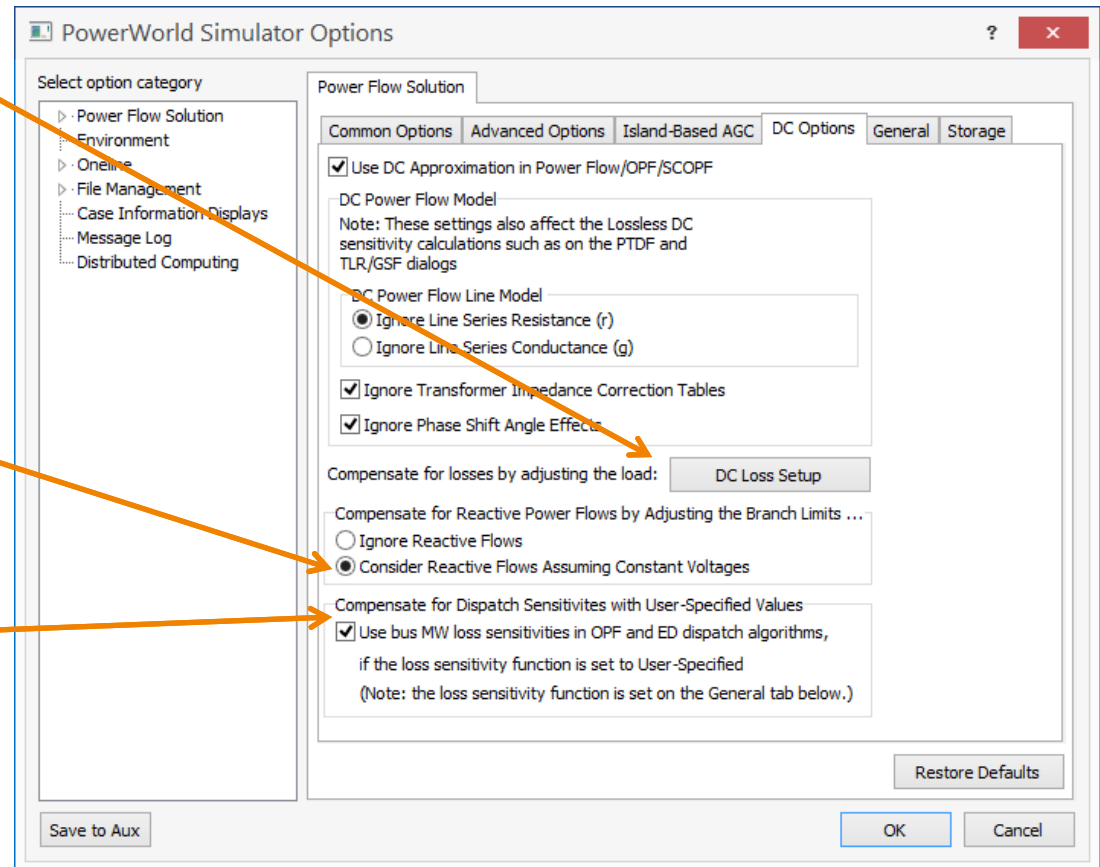 PowerWorld Simulator Options
?
Select option category
Power Flow Solution
Environment
Oneline
File Management
Case Information Displays
Message Log
Distributed Computing
Power Flow Solution
Common Options
Advanced Options
Island-Based AGC
DC Options
General
Storage
Use DC Approximation in Power Flow/OPF/SCOPF
DC Power Flow Model
Note: These settings also affect the Lossless DC
sensitivity calculations such as on the PTDF and
TLR/GSF dialogs
DC Power Flow Line Model
Ignore Line Series Resistance (r)
Ignore Line Series Conductance (g)
Ignore Transformer Impedance Correction Tables
Ignore Phase Shift Angle Effects
Compensate for losses by adjusting the load:
DC Loss Setup
Compensate for Reactive Power Flows by Adjusting the Branch Limits ...
Ignore Reactive Flows
Consider Reactive Flows Assuming Constant Voltages
Compensate for Dispatch Sensitivites with User-Specified Values
Use bus MW loss sensitivities in OPF and ED dispatch algorithms,
if the loss sensitivity function is set to User-Specified
(Note: the loss sensitivity function is set on the General tab below.)
Restore Defaults
Save to Aux
OK
Cancel